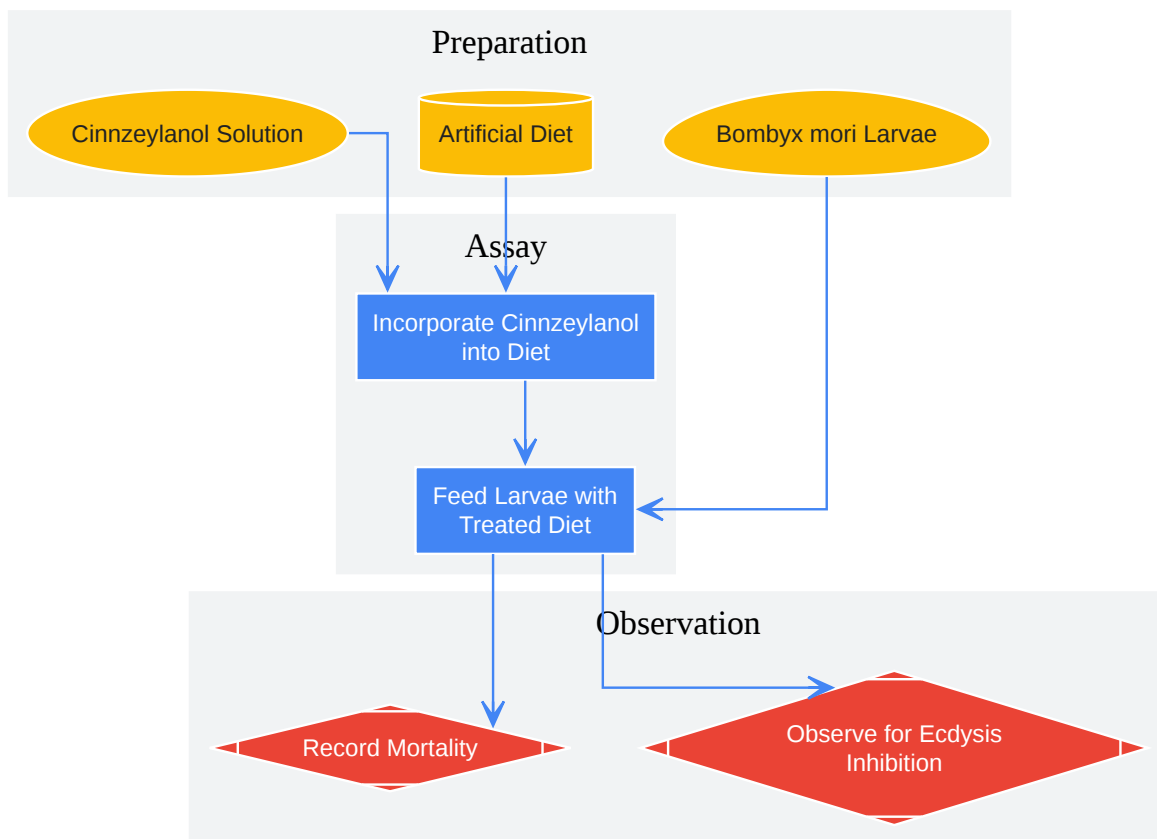 Preparation
Cinnzeylanol Solution
Artificial Diet
Bombyx mori Larvae
Assay
Incorporate Cinnzeylanol
into Diet
Feed Larvae with
Treated Diet
Observation
Record Mortality
Observe for Ecdysis
Inhibition